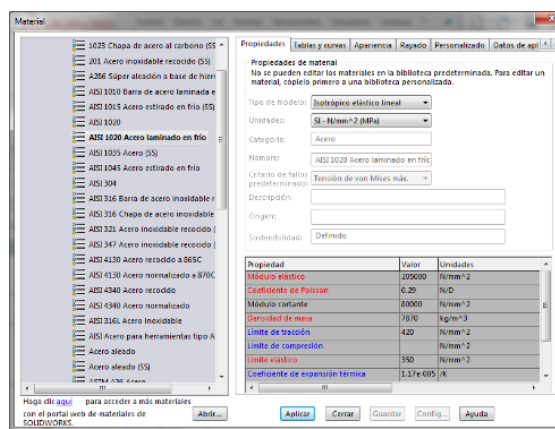 Material
1023 Chapa de acero al carbono (SS
201 Acero inoxidable recocido (SS)
A286 Súper aleación a base de hierr
AISI 1010 Barra de acero laminada e
AISI 1015 Acero estirado en frío (SS)
AISI 1020
AISI 1020 Acero laminado en frío
AISI 1035 Acero (SS)
AISI 1045 Acero estirado en frío
AISI 304
AISI 316 Barra de acero inoxidable r
AISI 316 Chapa de acero inoxidable
AISI 321 Acero inoxidable recocido (
AISI 347 Acero inoxidable recocido (
AISI 4130 Acero recocido a 865C
AISI 4130 Acero normalizado a 870C
AISI 4340 Acero recocido
AISI 4340 Acero normalizado
AISI 316L Acero inoxidable
AISI Acero para herramientas tipo A
Acero aleado
Acero aleado (SS)
ASTM A36 Acero
Haga clic aquí para acceder a más materiales
con el portal web de materiales de
SOLIDWORKS.
Abrir...
Propiedades Tablas y curvas Apariencia Rayado Personalizado Datos de apl
Propiedades de material
No se pueden editar los materiales en la biblioteca predeterminada. Para editar un
material, cópielo primero a una biblioteca personalizada.
Tipo de modelo: Isotrópico elástico lineal
Unidades: SI - N/mm^2 (MPa)
Categoría: Acero
Nombre: AISI 1020 Acero laminado en fríc
Criterio de fallos
predeterminado: Tensión de von Mises máx.
Descripción:
Origen:
Sostenibilidad: Definido
Propiedad Valor Unidades
Módulo elástico 205000 N/mm^2
Coeficiente de Poisson 0.29 N/D
Módulo cortante 80000 N/mm^2
Densidad de masa 7870 kg/m^3
Límite de tracción 420 N/mm^2
Límite de compresión N/mm^2
Límite elástico 350 N/mm^2
Coeficiente de expansión térmica 1.17e-005 /K
Aplicar Cerrar Guardar Config... Ayuda